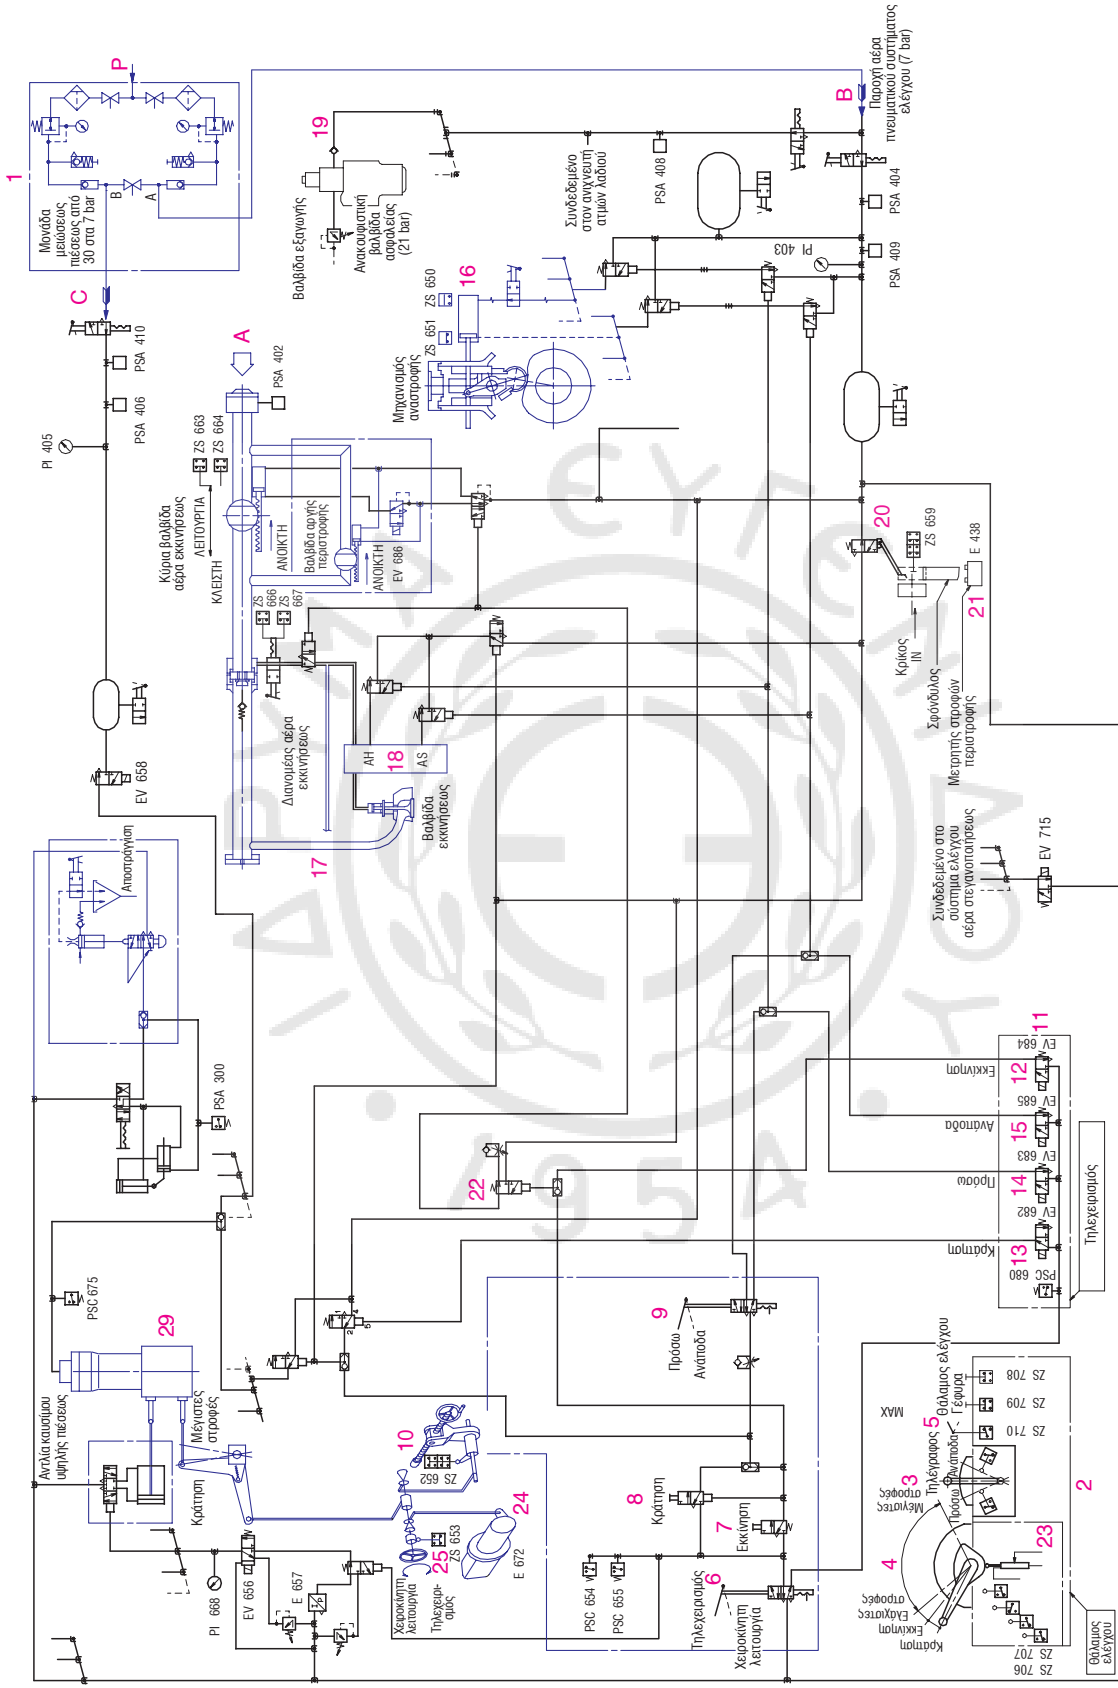 1
Μονάδα
μειώσεως
πιέσεως από
30 στα 7 bar
B
A
P
C
PSA 410
PSA 406
PI 405
EV 658
A
PSA 402
ZS 663
ZS 664
Κύρια βαλβίδα
αέρα εκκινήσεως
ΛΕΙΤΟΥΡΓΙΑ
ΚΛΕΙΣΤΗ
ΑΝΟΙΚΤΗ
Βαλβίδα αργής
περιστροφής
ΑΝΟΙΚΤΗ
EV 686
ZS 666
ZS 667
Διανομέας αέρα
εκκινήσεως
17
AH
18
AS
Βαλβίδα
εκκινήσεως
19
Βαλβίδα εξαγωγής
Ανακουφιστική
βαλβίδα
ασφαλείας
(21 bar)
Συνδεδεμένο
στον ανιχνευτή
ατμών λαδιού
PSA 408
B
Παροχή αέρα
πνευματικού συστήματος
ελέγχου (7 bar)
PSA 404
PSA 409
PI 403
16
ZS 650
ZS 651
Μηχανισμός
αναστροφής
20
ZS 659
E 438
21
Κρίκος
IN
Σφόνδυλος
Μετρητής στροφών
περιστροφής
Συνδεδεμένο στο
σύστημα ελέγχου
αέρα στεγανοποιήσεως
EV 715
Αποστράγγιση
PSA 300
PSC 675
29
Αντλία καυσίμου
υψηλής πιέσεως
Μέγιστες
στροφές
Κράτηση
PI 668
EV 656
E 657
10
ZS 652
24
25
ZS 653
E 672
Χειροκίνητη
λειτουργία
Τηλεχειρι-
σμός
22
9
Πρόσω
Ανάποδα
8
Κράτηση
7
Εκκίνηση
6
Τηλεχειρισμός
Χειροκίνητη
λειτουργία
PSC 654
PSC 655
11
EV 684
12
Εκκίνηση
EV 685
15
Ανάποδα
EV 683
14
Πρόσω
EV 682
13
Κράτηση
PSC 680
Τηλεχειρισμός
2
ZS 708
ZS 709
ZS 710
Θάλαμος ελέγχου
Γέφυρα
MAX
5
Τηλέγραφος
Ανάποδα
Πρόσω
3
Μέγιστες
στροφές
4
Ελάχιστες
στροφές
Εκκίνηση
Κράτηση
23
ZS 707
ZS 706
Θάλαμος
ελέγχου
ΙΔΡΥΜΑ ΕΥΓΕΝΙΔΟΥ
1954